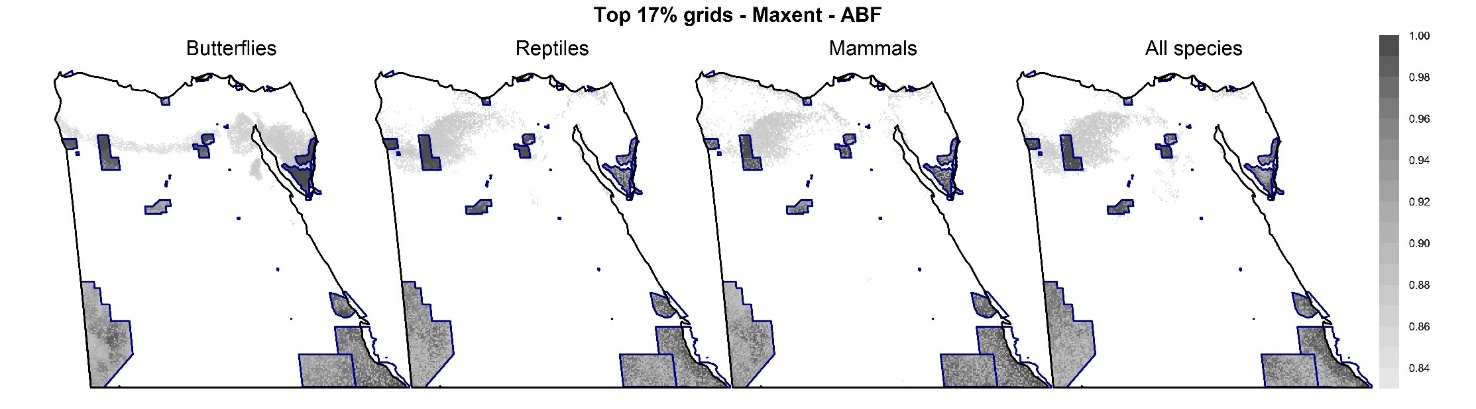 Top 17% grids - Maxent - ABF
Butterflies
Reptiles
Mammals
All species
1.00
0.98
0.96
0.94
0.92
0.90
0.88
0.86
0.84